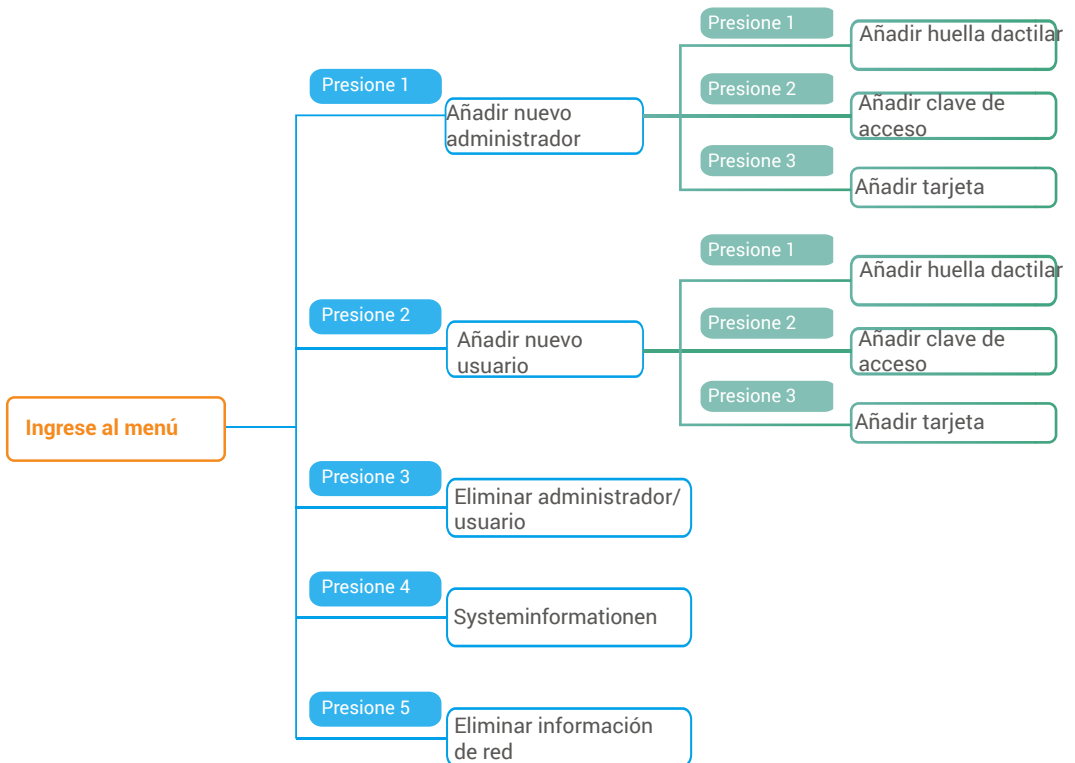 Presione 1
Añadir huella dactilar
Presione 1
Presione 2
Añadir nuevo
administrador
Añadir clave de
acceso
Presione 3
Añadir tarjeta
Presione 1
Añadir huella dactilar
Presione 2
Presione 2
Añadir nuevo
usuario
Añadir clave de
acceso
Presione 3
Añadir tarjeta
Ingrese al menú
Presione 3
Eliminar administrador/
usuario
Presione 4
Systeminformationen
Presione 5
Eliminar información
de red